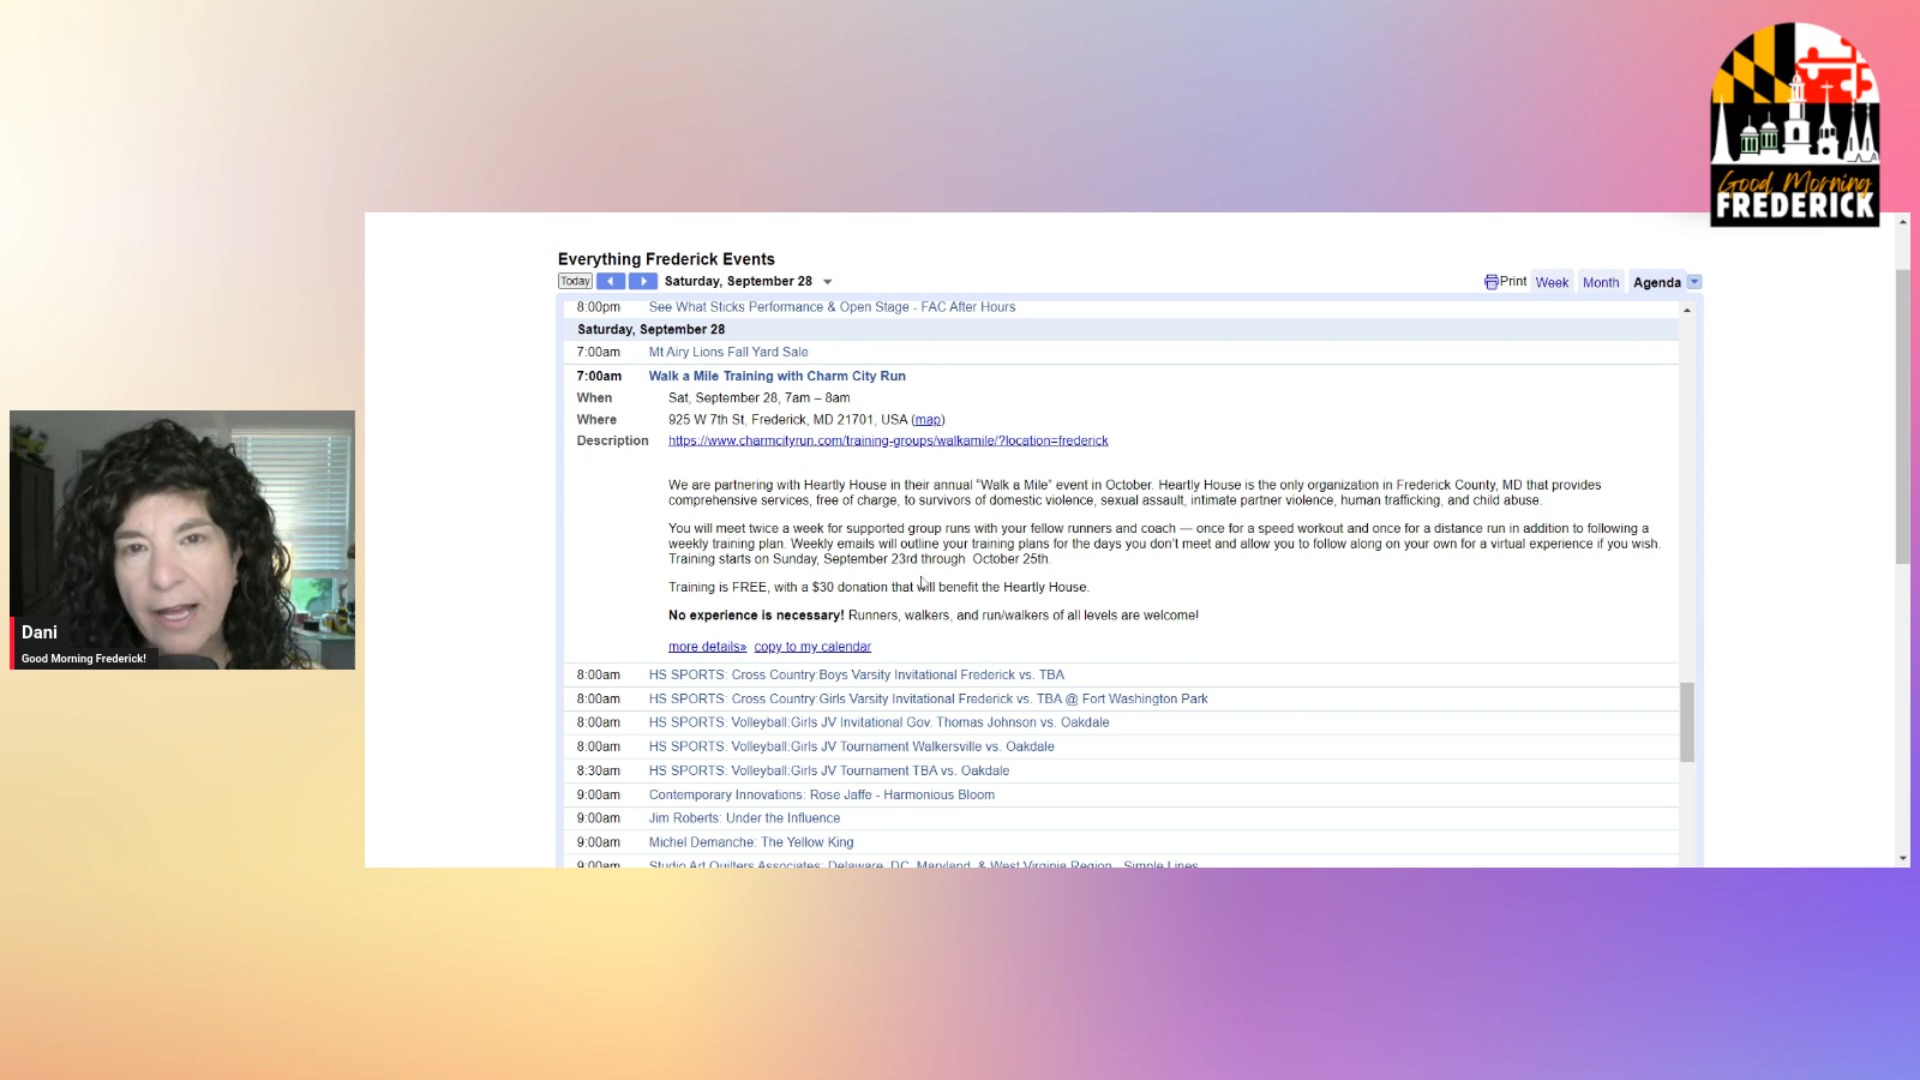 Good Morning
FREDERICK
Everything Frederick Events
Today
Saturday, September 28
Print
Week
Month
Agenda
8:00pm See What Sticks Performance & Open Stage - FAC After Hours
Saturday, September 28
7:00am Mt Airy Lions Fall Yard Sale
7:00am Walk a Mile Training with Charm City Run
When Sat, September 28, 7am – 8am
Where 925 W 7th St, Frederick, MD 21701, USA (map)
Description https://www.charmcityrun.com/training-groups/walkamile/?location=frederick
We are partnering with Heartly House in their annual “Walk a Mile” event in October. Heartly House is the only organization in Frederick County, MD that provides
comprehensive services, free of charge, to survivors of domestic violence, sexual assault, intimate partner violence, human trafficking, and child abuse.
You will meet twice a week for supported group runs with your fellow runners and coach — once for a speed workout and once for a distance run in addition to following a
weekly training plan. Weekly emails will outline your training plans for the days you don’t meet and allow you to follow along on your own for a virtual experience if you wish.
Training starts on Sunday, September 23rd through October 25th.
Training is FREE, with a $30 donation that will benefit the Heartly House.
No experience is necessary! Runners, walkers, and run/walkers of all levels are welcome!
more details» copy to my calendar
8:00am HS SPORTS: Cross Country:Boys Varsity Invitational Frederick vs. TBA
8:00am HS SPORTS: Cross Country:Girls Varsity Invitational Frederick vs. TBA @ Fort Washington Park
8:00am HS SPORTS: Volleyball:Girls JV Invitational Gov. Thomas Johnson vs. Oakdale
8:00am HS SPORTS: Volleyball:Girls JV Tournament Walkersville vs. Oakdale
8:30am HS SPORTS: Volleyball:Girls JV Tournament TBA vs. Oakdale
9:00am Contemporary Innovations: Rose Jaffe - Harmonious Bloom
9:00am Jim Roberts: Under the Influence
9:00am Michel Demanche: The Yellow King
9:00am Studio Art Quilters Associates: Delaware, DC, Maryland, & West Virginia Region - Simple Lines
Dani
Good Morning Frederick!